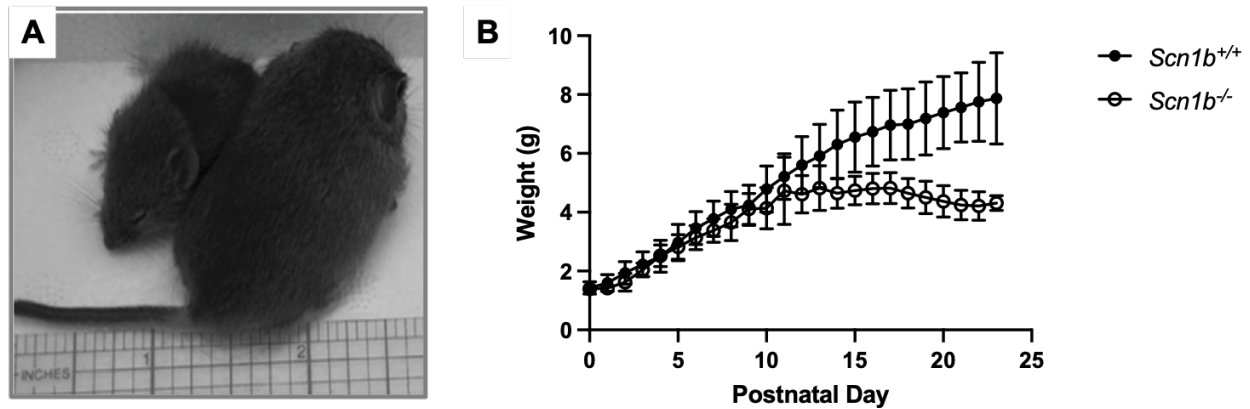 A
INCHES
1
2
B
Weight (g)
10
8
6
4
2
0
0 5 10 15 20 25
Postnatal Day
Scn1b+/+
Scn1b-/-